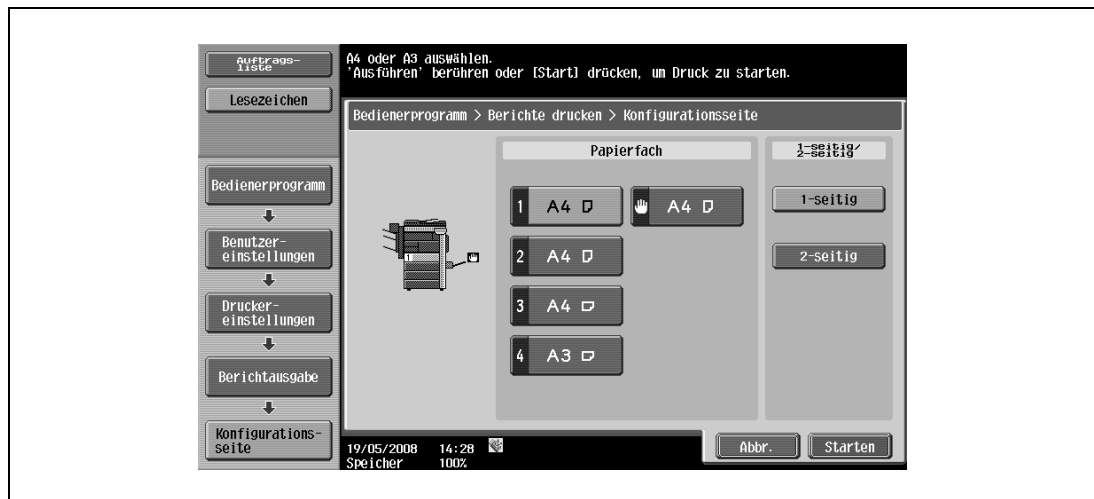 Auftrags-
liste
Lesezeichen
Bedienerprogramm
Benutzer-
einstellungen
Drucker-
einstellungen
Berichtausgabe
Konfigurations-
seite
A4 oder A3 auswählen.
'Ausführen' berühren oder [Start] drücken, um Druck zu starten.
Bedienerprogramm > Berichte drucken > Konfigurationsseite
Papierfach
1 A4
A4
2 A4
3 A4
4 A3
1
1-seitig/
2-seitig
1-seitig
2-seitig
19/05/2008 14:28
Speicher 100%
Abbr.
Starten